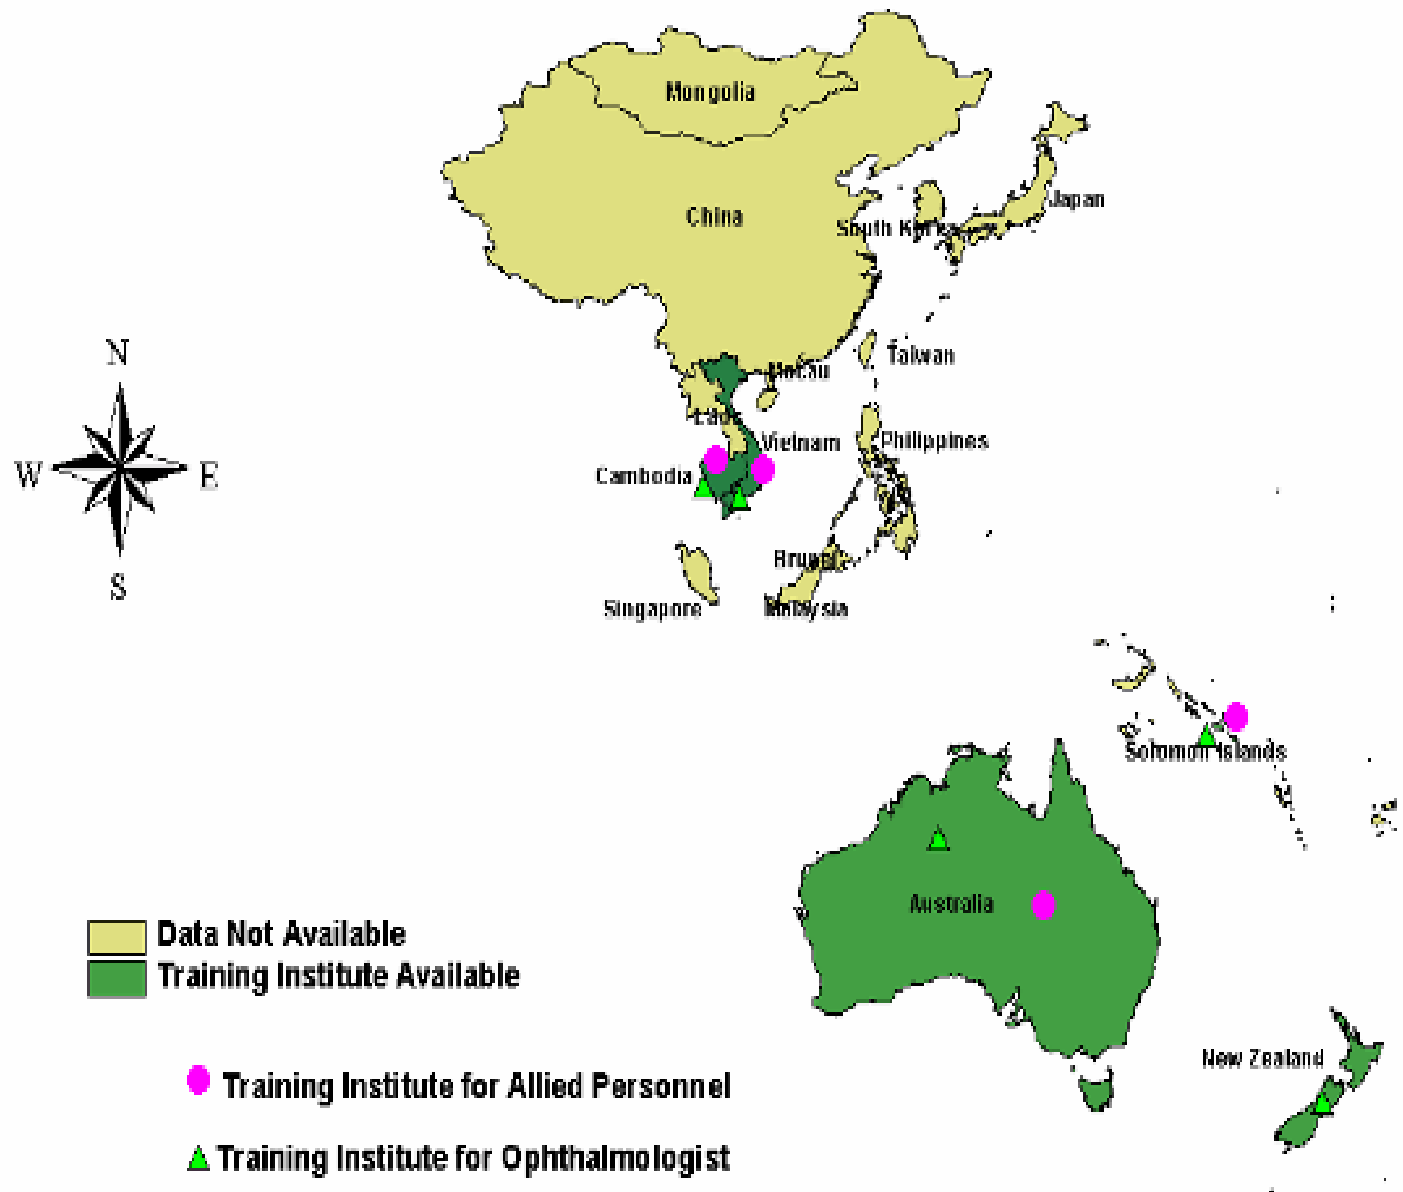 Mongolia
China
Japan
South Korea
Taiwan
Macau
Laos
Vietnam
Philippines
Cambodia
Brunei
Singapore
Malaysia
N
W
E
S
Solomon Islands
Australia
New Zealand
Data Not Available
Training Institute Available
Training Institute for Allied Personnel
Training Institute for Ophthalmologist